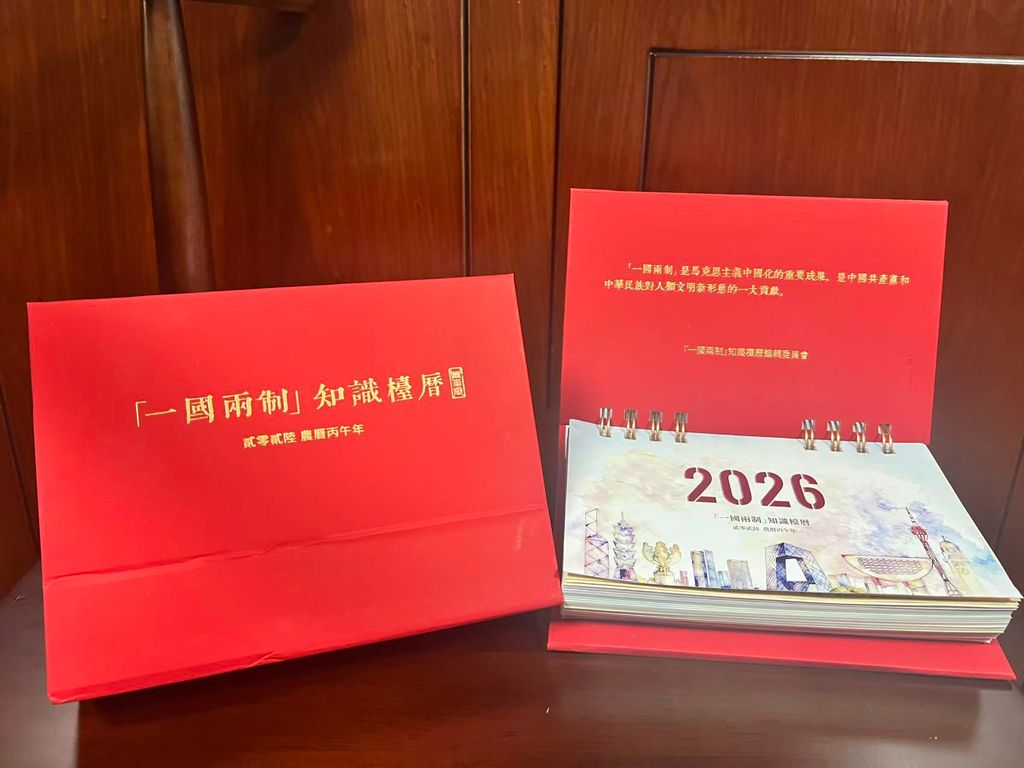 「一國兩制」知識檯曆
貳零貳陸 農曆丙午年
「一國兩制」是馬克思主義中國化的重要成果，是中國共產黨和
中華民族對人類文明新形態的一大貢獻。
「一國兩制」知識檯曆編輯委員會
2026
「一國兩制」知識檯曆
貳零貳陸 農曆丙午年